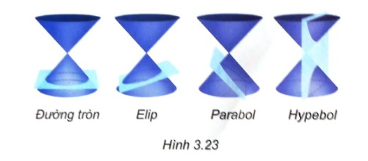 Đường tròn Elip Parabol Hypebol
Hình 3.23